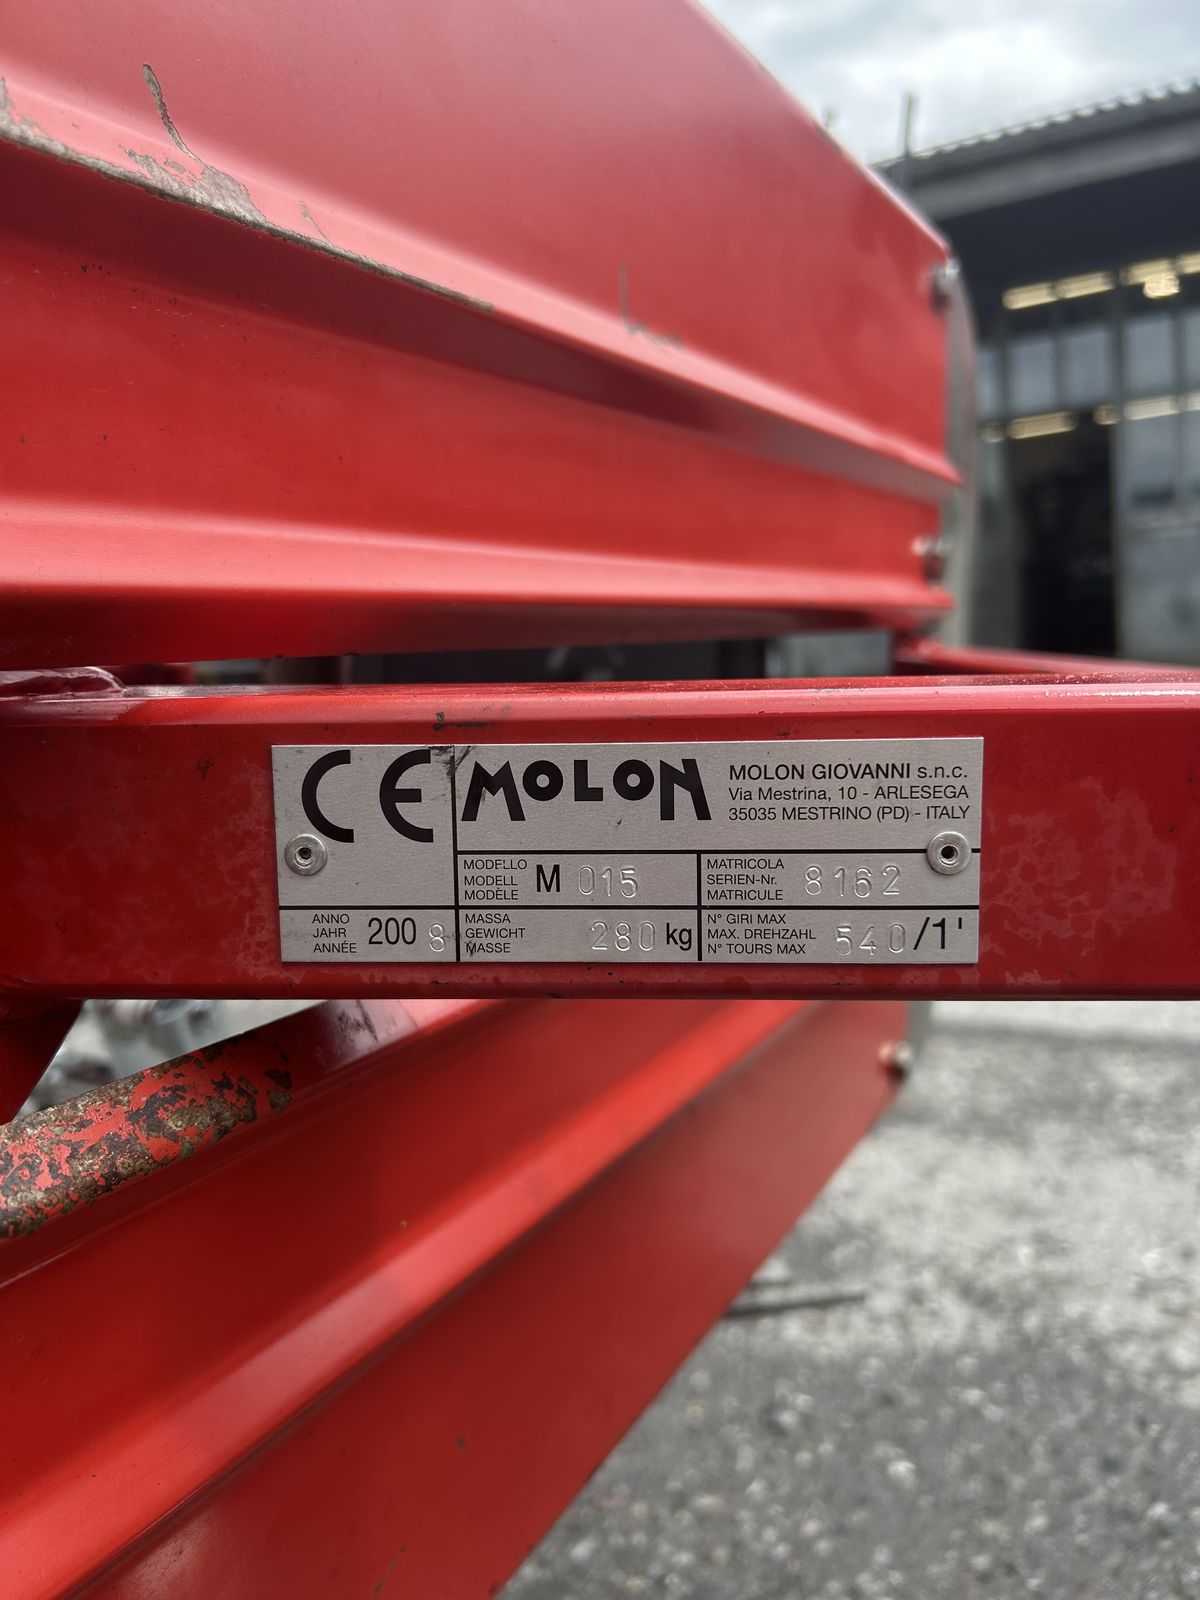 CE
MOLON
MOLON GIOVANNI s.n.c.
Via Mestrina, 10 - ARLESEGA
35035 MESTRINO (PD) - ITALY
MODELLO
MODELL
MODÈLE
M 015
MATRICOLA
SERIEN-Nr.
MATRICULE
8162
ANNO
JAHR
ANNÉE
2008
MASSA
GEWICHT
MASSE
280 kg
N° GIRI MAX
MAX. DREHZAHL
N° TOURS MAX
540/1'